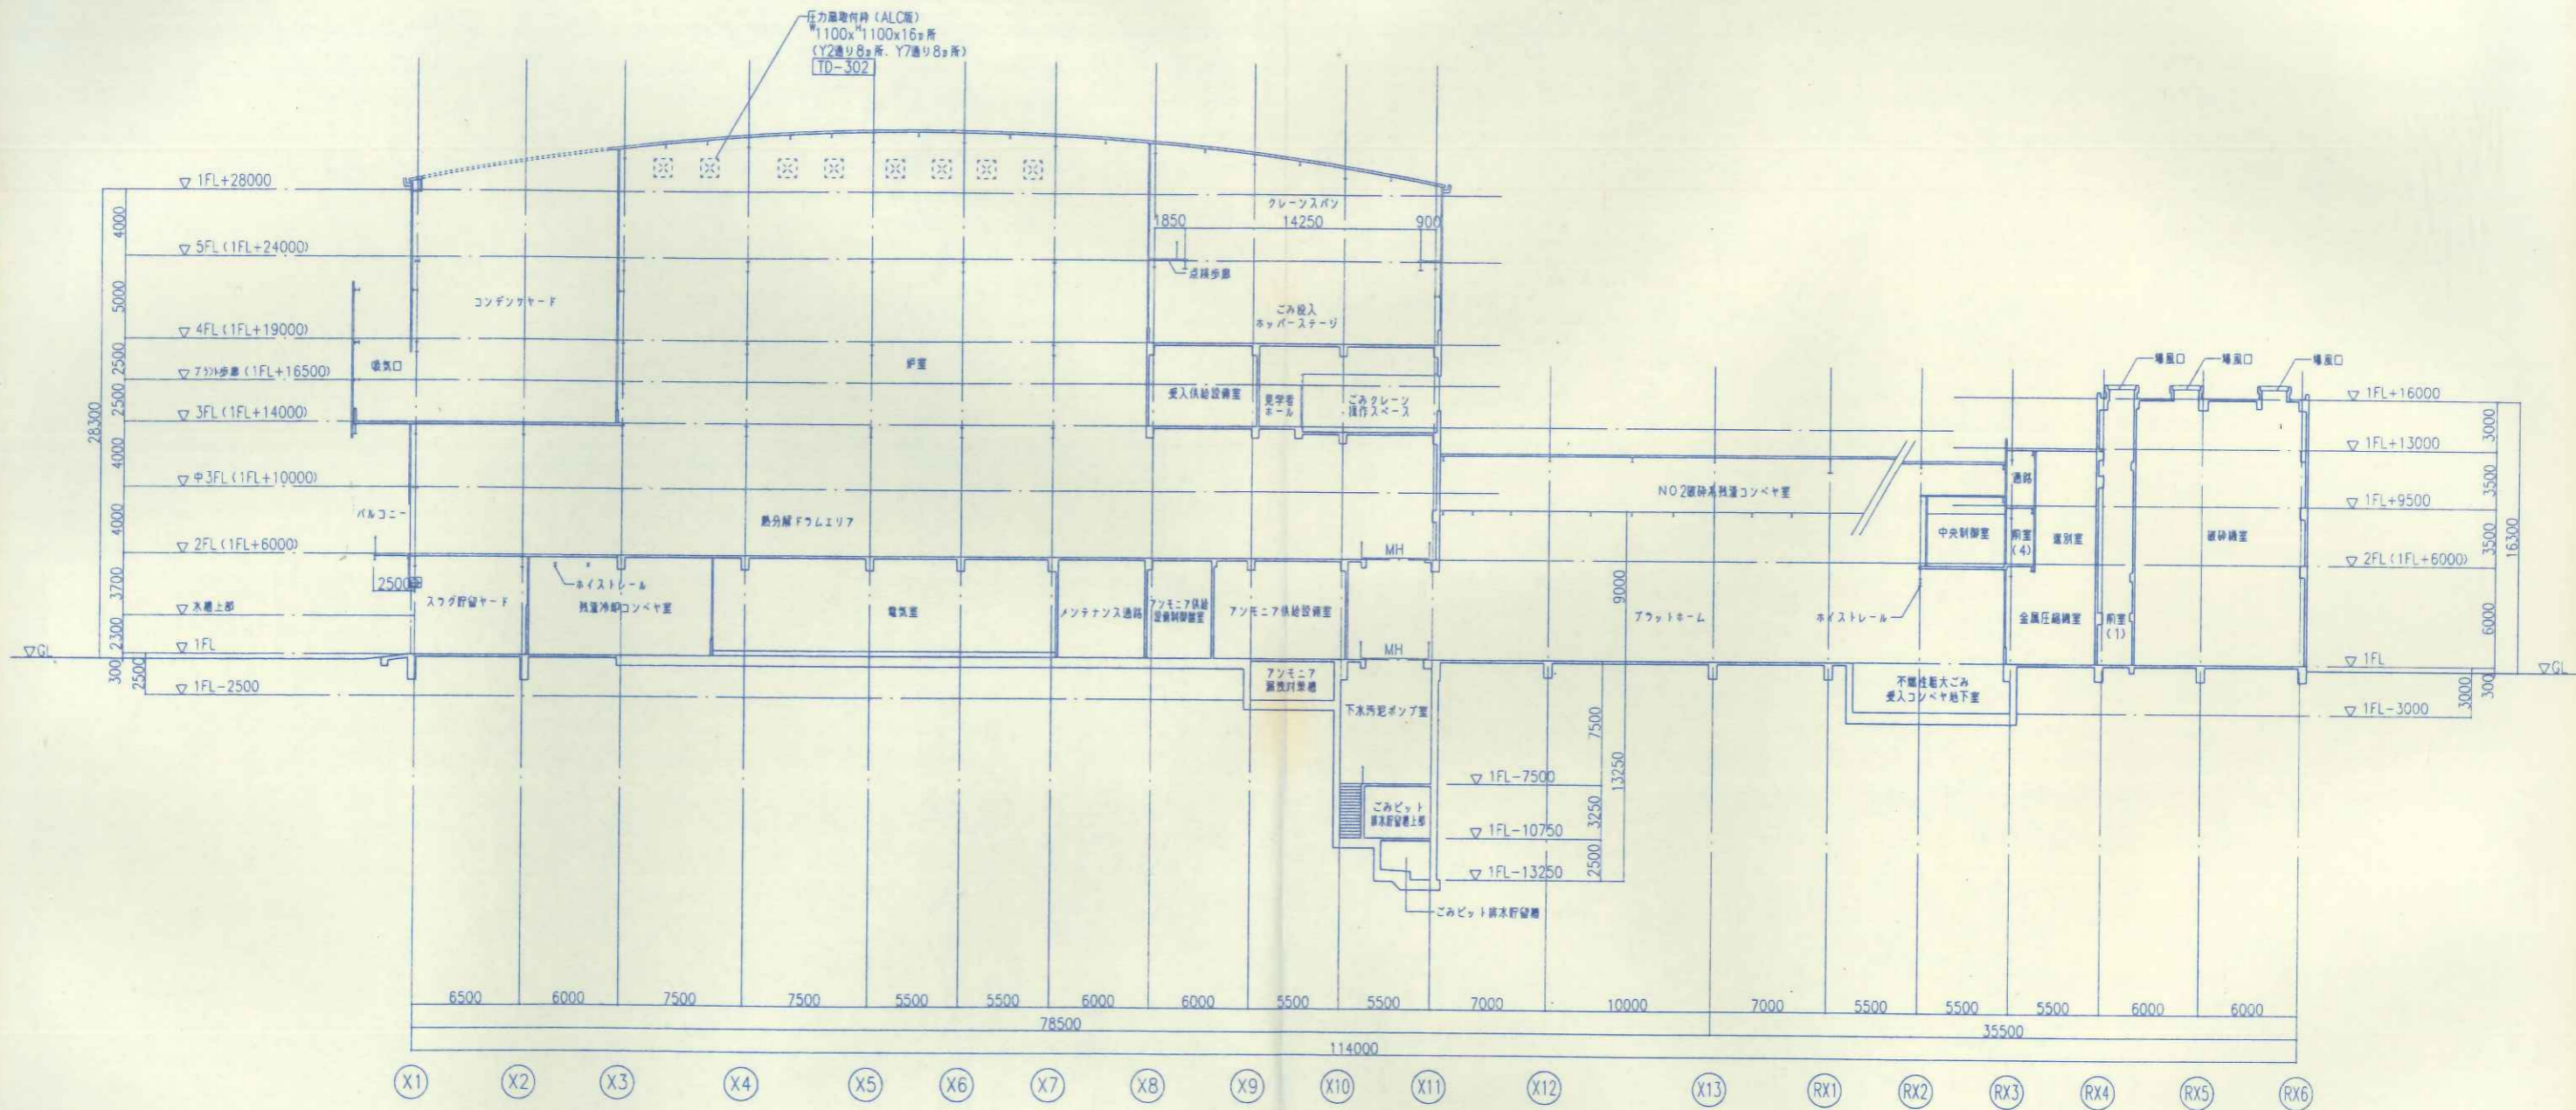 圧力扇取付枠（ALC版）
W1100xH1100x16ヶ所
(Y2通り8ヶ所、Y7通り8ヶ所)
TD-302
▽ 1FL+28000
▽ 5FL(1FL+24000)
▽ 4FL(1FL+19000)
▽ プラント歩廊(1FL+16500)
▽ 3FL(1FL+14000)
▽ 中3FL(1FL+10000)
▽ 2FL(1FL+6000)
▽ 水槽上部
▽ 1FL
▽GL
▽ 1FL-2500
4000
5000
2500
2500
4000
4000
3700
2300
300
2500
28300
クレーンスパン
1850
14250
900
点検歩廊
コンデンサヤード
ごみ投入
ホッパーステージ
吸気口
炉室
受入供給設備室
見学者
ホール
ごみクレーン
操作スペース
バルコニー
熱分解ドラムエリア
2500
スラグ貯留ヤード
ホイストレール
残渣冷却コンベヤ室
電気室
メンテナンス通路
アンモニア供給
設備制御盤室
アンモニア供給設備室
MH
MH
アンモニア
漏洩対策槽
下水汚泥ポンプ室
ごみピット
排水貯留槽上部
ごみピット排水貯留槽
NO2破砕系残渣コンベヤ室
9000
プラットホーム
ホイストレール
中央制御室
通路
前室
(4)
選別室
金属圧縮機室
前室
(1)
破砕機室
爆風口
爆風口
爆風口
不燃性粗大ごみ
受入コンベヤ地下室
▽ 1FL-7500
▽ 1FL-10750
▽ 1FL-13250
7500
3250
2500
13250
▽ 1FL+16000
▽ 1FL+13000
▽ 1FL+9500
▽ 2FL(1FL+6000)
▽ 1FL
▽GL
▽ 1FL-3000
3000
3500
3500
6000
300
3000
16300
6500 6000 7500 7500 5500 5500 6000 6000 5500 5500 7000 10000 7000 5500 5500 5500 6000 6000
78500 35500
114000
X1 X2 X3 X4 X5 X6 X7 X8 X9 X10 X11 X12 X13 RX1 RX2 RX3 RX4 RX5 RX6